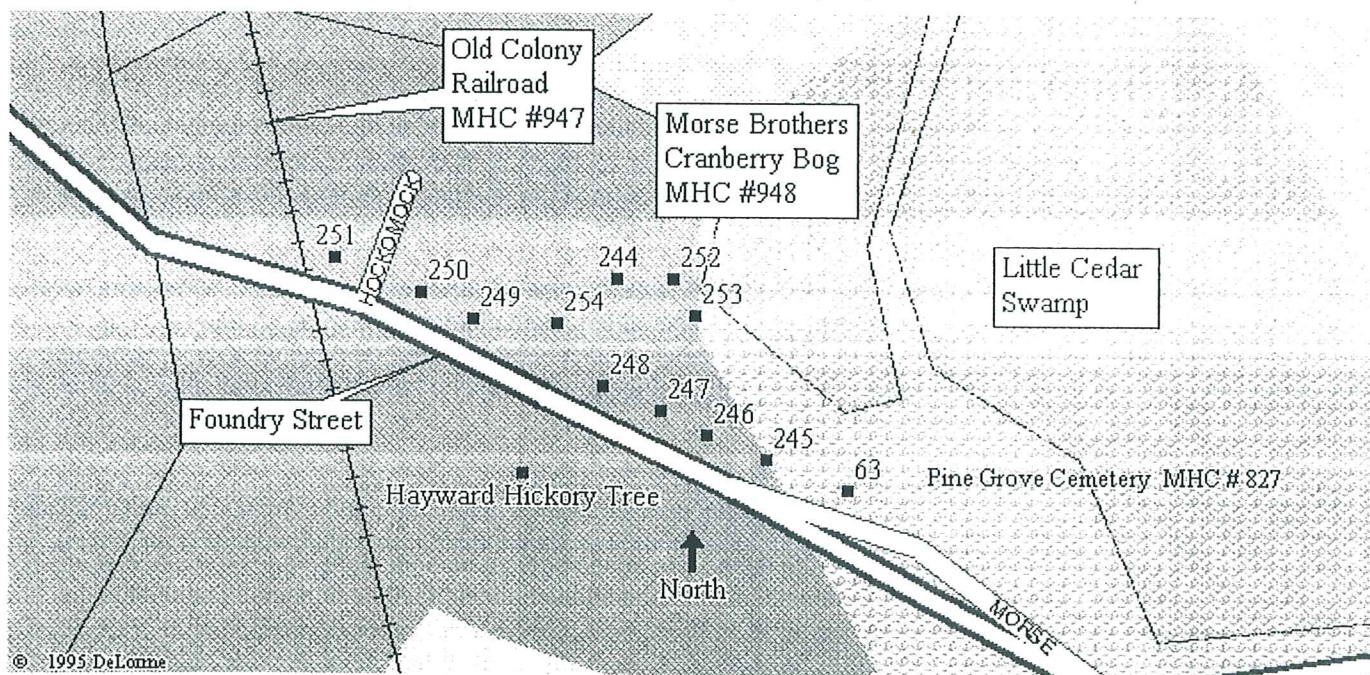 Old Colony
Railroad
MHC #947
Morse Brothers
Cranberry Bog
MHC #948
HOCKOMOCK
251
250
249
254
244
252
253
Little Cedar
Swamp
248
247
246
245
63
Foundry Street
Hayward Hickory Tree
Pine Grove Cemetery MHC # 827
North
MORSE
© 1995 DeLorme